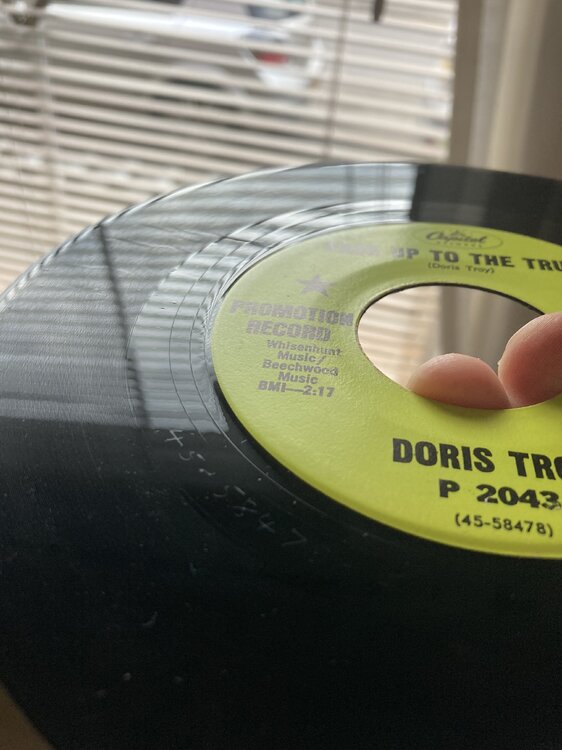 Capitol
UP TO THE TRU
(Doris Troy)
PROMOTION
RECORD
Whisenhunt
Music/
Beechwood
Music
BMI—2:17
DORIS TRO
P 2043
(45-58478)